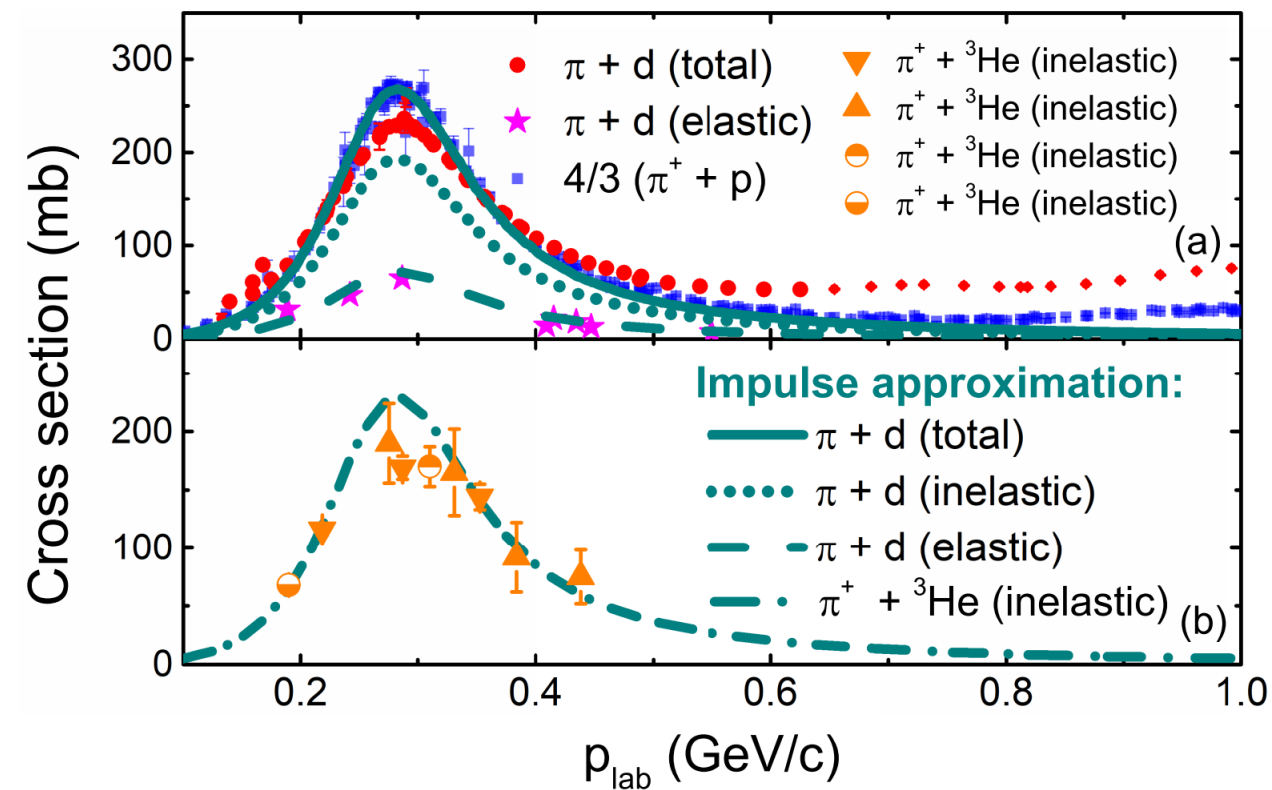 Cross section (mb)
300
200
100
0
π + d (total)
π + d (elastic)
4/3 (π⁺ + p)
π⁺ + ³He (inelastic)
π⁺ + ³He (inelastic)
π⁺ + ³He (inelastic)
π⁺ + ³He (inelastic)
(a)
200
100
0
Impulse approximation:
π + d (total)
π + d (inelastic)
π + d (elastic)
π⁺ + ³He (inelastic)
(b)
0.2 0.4 0.6 0.8 1.0
p_lab (GeV/c)